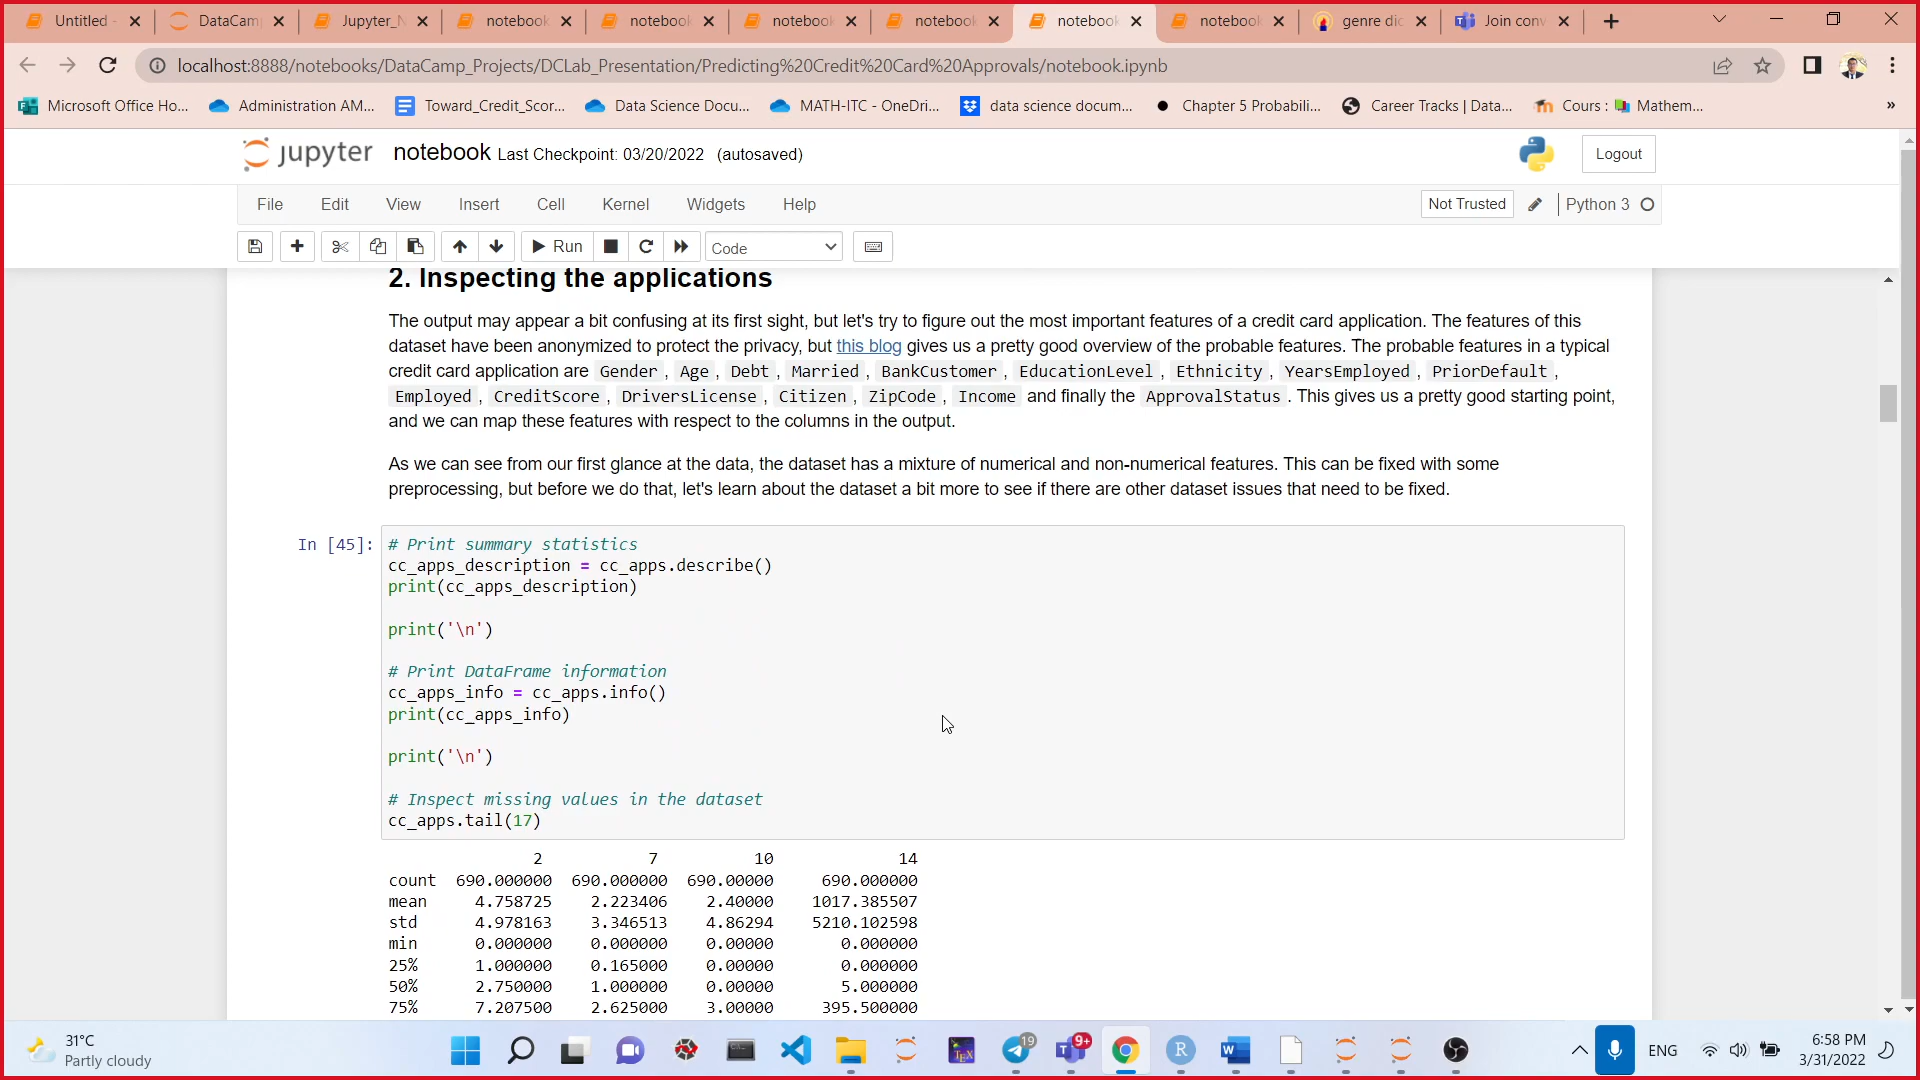 Untitled -
DataCamp
Jupyter_N
notebook
notebook
notebook
notebook
notebook
notebook
genre dic
Join conv
localhost:8888/notebooks/DataCamp_Projects/DCLab_Presentation/Predicting%20Credit%20Card%20Approvals/notebook.ipynb
Microsoft Office Ho...
Administration AM...
Toward_Credit_Scor...
Data Science Docu...
MATH-ITC - OneDri...
data science docum...
Chapter 5 Probabili...
Career Tracks | Data...
Cours : Mathem...
»
jupyter notebook Last Checkpoint: 03/20/2022 (autosaved)
Logout
File Edit View Insert Cell Kernel Widgets Help
Not Trusted
Python 3
Run
Code
2. Inspecting the applications
The output may appear a bit confusing at its first sight, but let's try to figure out the most important features of a credit card application. The features of this
dataset have been anonymized to protect the privacy, but this blog gives us a pretty good overview of the probable features. The probable features in a typical
credit card application are Gender , Age , Debt , Married , BankCustomer , EducationLevel , Ethnicity , YearsEmployed , PriorDefault ,
Employed , CreditScore , DriversLicense , Citizen , ZipCode , Income and finally the ApprovalStatus . This gives us a pretty good starting point,
and we can map these features with respect to the columns in the output.
As we can see from our first glance at the data, the dataset has a mixture of numerical and non-numerical features. This can be fixed with some
preprocessing, but before we do that, let's learn about the dataset a bit more to see if there are other dataset issues that need to be fixed.
In [45]:
# Print summary statistics
cc_apps_description = cc_apps.describe()
print(cc_apps_description)
print('\n')
# Print DataFrame information
cc_apps_info = cc_apps.info()
print(cc_apps_info)
print('\n')
# Inspect missing values in the dataset
cc_apps.tail(17)
2 7 10 14
count 690.000000 690.000000 690.00000 690.000000
mean 4.758725 2.223406 2.40000 1017.385507
std 4.978163 3.346513 4.86294 5210.102598
min 0.000000 0.000000 0.00000 0.000000
25% 1.000000 0.165000 0.00000 0.000000
50% 2.750000 1.000000 0.00000 5.000000
75% 7.207500 2.625000 3.00000 395.500000
31°C
Partly cloudy
TEX
19
9+
R
W
ENG
6:58 PM
3/31/2022